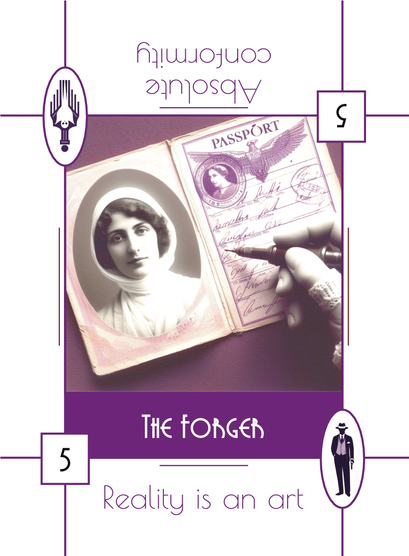 Absolute
conformity
5
PASSPORT
The Forger
5
Reality is an art